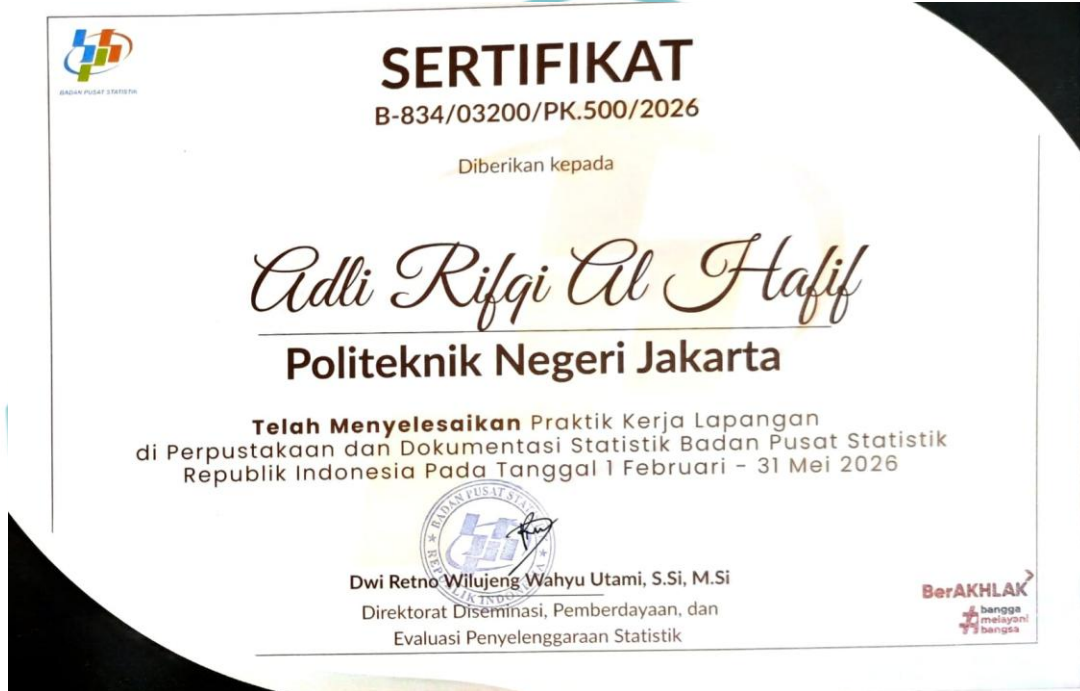 BADAN PUSAT STATISTIK
SERTIFIKAT
B-834/03200/PK.500/2026
Diberikan kepada
Adli Rifqi Al Hafif
Politeknik Negeri Jakarta
Telah Menyelesaikan Praktik Kerja Lapangan
di Perpustakaan dan Dokumentasi Statistik Badan Pusat Statistik
Republik Indonesia Pada Tanggal 1 Februari - 31 Mei 2026
BADAN PUSAT STATISTIK
REPUBLIK INDONESIA
Dwi Retno Wilujeng Wahyu Utami, S.Si, M.Si
Direktorat Diseminasi, Pemberdayaan, dan
Evaluasi Penyelenggaraan Statistik
BerAKHLAK
# bangga
melayani
bangsa